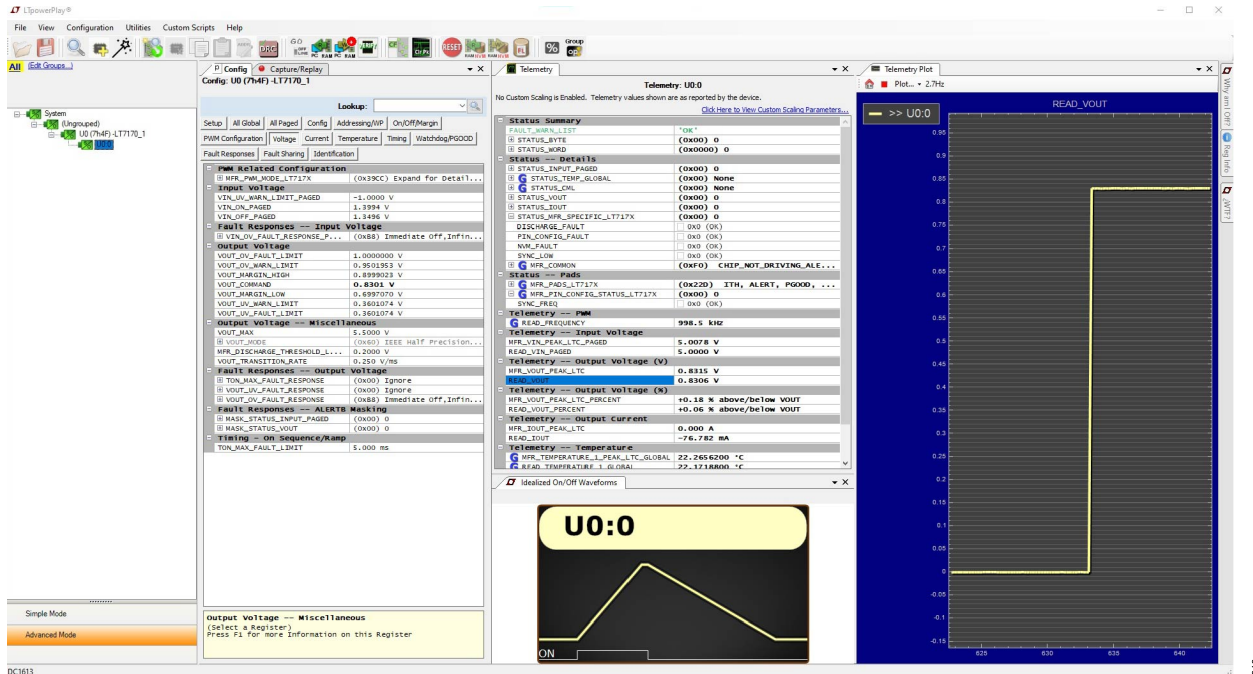 LTpowerPlay®
File View Configuration Utilities Custom Scripts Help
All (Edit Groups...)
System
(Ungrouped)
U0 (7h4F) -LT7170_1
U0:0
Simple Mode
Advanced Mode
DC1613
Config Capture/Replay
Config: U0 (7h4F) -LT7170_1
Lookup:
Setup All Global All Paged Config Addressing/WP On/Off/Margin
PWM Configuration Voltage Current Temperature Timing Watchdog/PGOOD
Fault Responses Fault Sharing Identification
PWM Related Configuration
MFR_PWM_MODE_LT717X (0x39CC) Expand for Detail...
Input Voltage
VIN_UV_WARN_LIMIT_PAGED -1.0000 V
VIN_ON_PAGED 1.3994 V
VIN_OFF_PAGED 1.3496 V
Fault Responses -- Input Voltage
VIN_OV_FAULT_RESPONSE_P... (0xB8) Immediate Off,Infin...
Output Voltage
VOUT_OV_FAULT_LIMIT 1.0000000 V
VOUT_OV_WARN_LIMIT 0.9501953 V
VOUT_MARGIN_HIGH 0.8999023 V
VOUT_COMMAND 0.8301 V
VOUT_MARGIN_LOW 0.6997070 V
VOUT_UV_WARN_LIMIT 0.3601074 V
VOUT_UV_FAULT_LIMIT 0.3601074 V
Output Voltage -- Miscellaneous
VOUT_MAX 5.5000 V
VOUT_MODE (0x60) IEEE Half Precision...
MFR_DISCHARGE_THRESHOLD_L... 0.2000 V
VOUT_TRANSITION_RATE 0.250 V/ms
Fault Responses -- Output Voltage
TON_MAX_FAULT_RESPONSE (0x00) Ignore
VOUT_UV_FAULT_RESPONSE (0x00) Ignore
VOUT_OV_FAULT_RESPONSE (0xB8) Immediate Off,Infin...
Fault Responses -- ALERTB Masking
MASK_STATUS_INPUT_PAGED (0x00) 0
MASK_STATUS_VOUT (0x00) 0
Timing - On Sequence/Ramp
TON_MAX_FAULT_LIMIT 5.000 ms
Output Voltage -- Miscellaneous
(Select a Register)
Press F1 for more Information on this Register
Telemetry
Telemetry: U0:0
No Custom Scaling is Enabled. Telemetry values shown are as reported by the device.
Click Here to View Custom Scaling Parameters...
Status Summary
FAULT_WARN_LIST "OK"
STATUS_BYTE (0x00) 0
STATUS_WORD (0x0000) 0
Status -- Details
STATUS_INPUT_PAGED (0x00) 0
G STATUS_TEMP_GLOBAL (0x00) None
G STATUS_CML (0x00) None
STATUS_VOUT (0x00) 0
STATUS_IOUT (0x00) 0
STATUS_MFR_SPECIFIC_LT717X (0x00) 0
DISCHARGE_FAULT 0x0 (OK)
PIN_CONFIG_FAULT 0x0 (OK)
NVM_FAULT 0x0 (OK)
SYNC_LOW 0x0 (OK)
G MFR_COMMON (0xF0) CHIP_NOT_DRIVING_ALE...
Status -- Pads
G MFR_PADS_LT717X (0x22D) ITH, ALERT, PGOOD, ...
G MFR_PIN_CONFIG_STATUS_LT717X (0x00) 0
SYNC_FREQ 0x0 (OK)
Telemetry -- PWM
G READ_FREQUENCY 998.5 kHz
Telemetry -- Input Voltage
MFR_VIN_PEAK_LTC_PAGED 5.0078 V
READ_VIN_PAGED 5.0000 V
Telemetry -- Output Voltage (V)
MFR_VOUT_PEAK_LTC 0.8315 V
READ_VOUT 0.8306 V
Telemetry -- Output Voltage (%)
MFR_VOUT_PEAK_LTC_PERCENT +0.18 % above/below VOUT
READ_VOUT_PERCENT +0.06 % above/below VOUT
Telemetry -- Output Current
MFR_IOUT_PEAK_LTC 0.000 A
READ_IOUT -76.782 mA
Telemetry -- Temperature
G MFR_TEMPERATURE_1_PEAK_LTC_GLOBAL 22.2656200 °C
G READ_TEMPERATURE_1_GLOBAL 22.1718800 °C
Idealized On/Off Waveforms
U0:0
ON
Telemetry Plot
Plot... 2.7Hz
>> U0:0
READ_VOUT
0.95
0.9
0.85
0.8
0.75
0.7
0.65
0.6
0.55
0.5
0.45
0.4
0.35
0.3
0.25
0.2
0.15
0.1
0.05
0
-0.05
-0.1
-0.15
625 630 635 640
Why am I Off?
Reg Info
¿WTF?